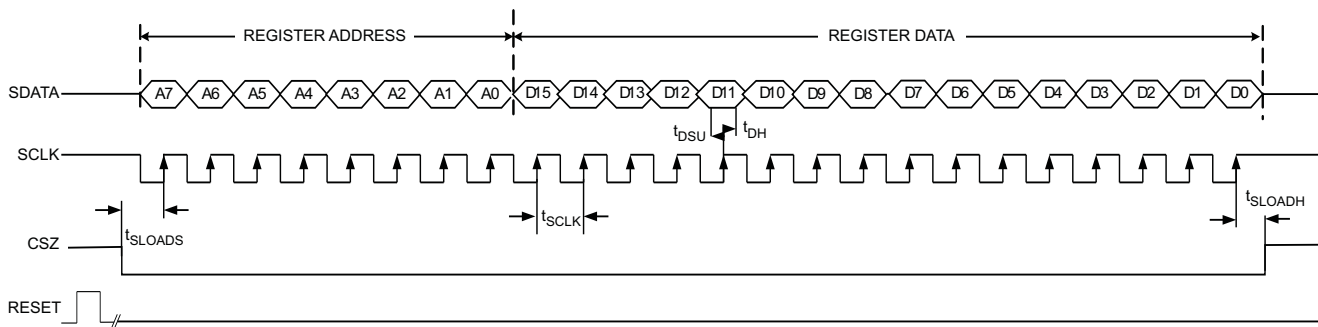 REGISTER ADDRESS REGISTER DATA
SDATA A7 A6 A5 A4 A3 A2 A1 A0 D15 D14 D13 D12 D11 D10 D9 D8 D7 D6 D5 D4 D3 D2 D1 D0
tDSU tDH
SCLK
tSLOADS tSCLK tSLOADH
CSZ
RESET